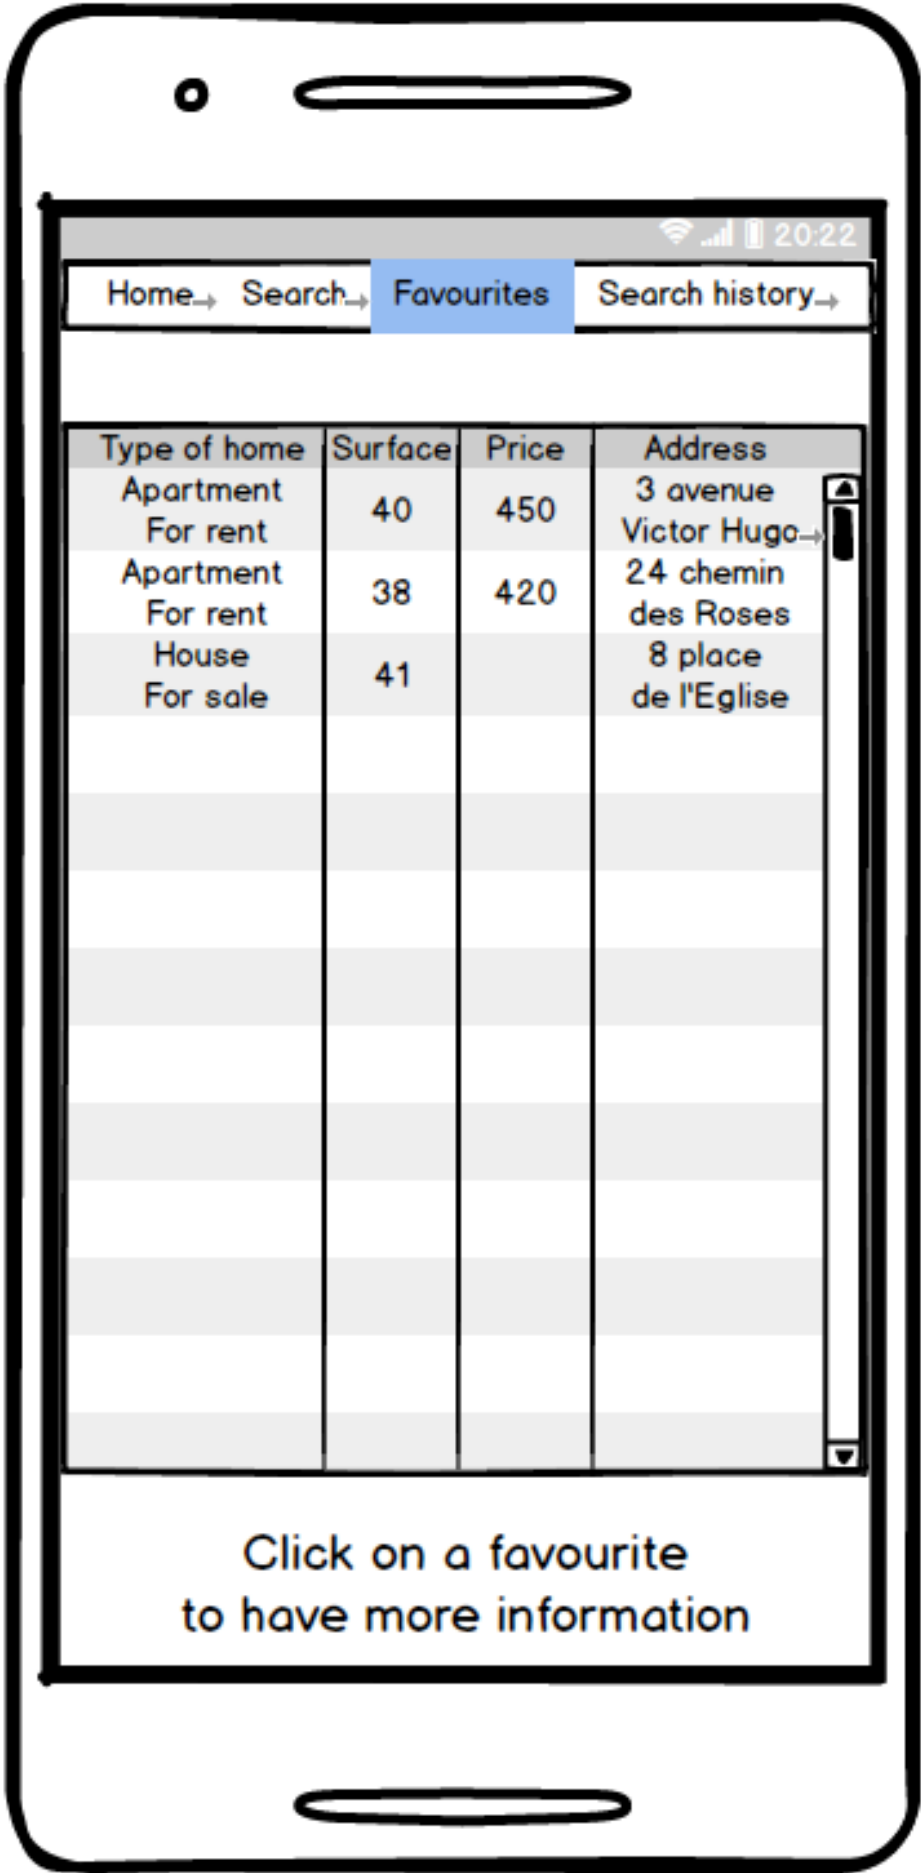 20:22
Home Search Favourites Search history
Type of home Surface Price Address
Apartment
For rent
40 450
3 avenue
Victor Hugo
Apartment
For rent
38 420
24 chemin
des Roses
House
For sale
41
8 place
de l'Eglise
Click on a favourite
to have more information